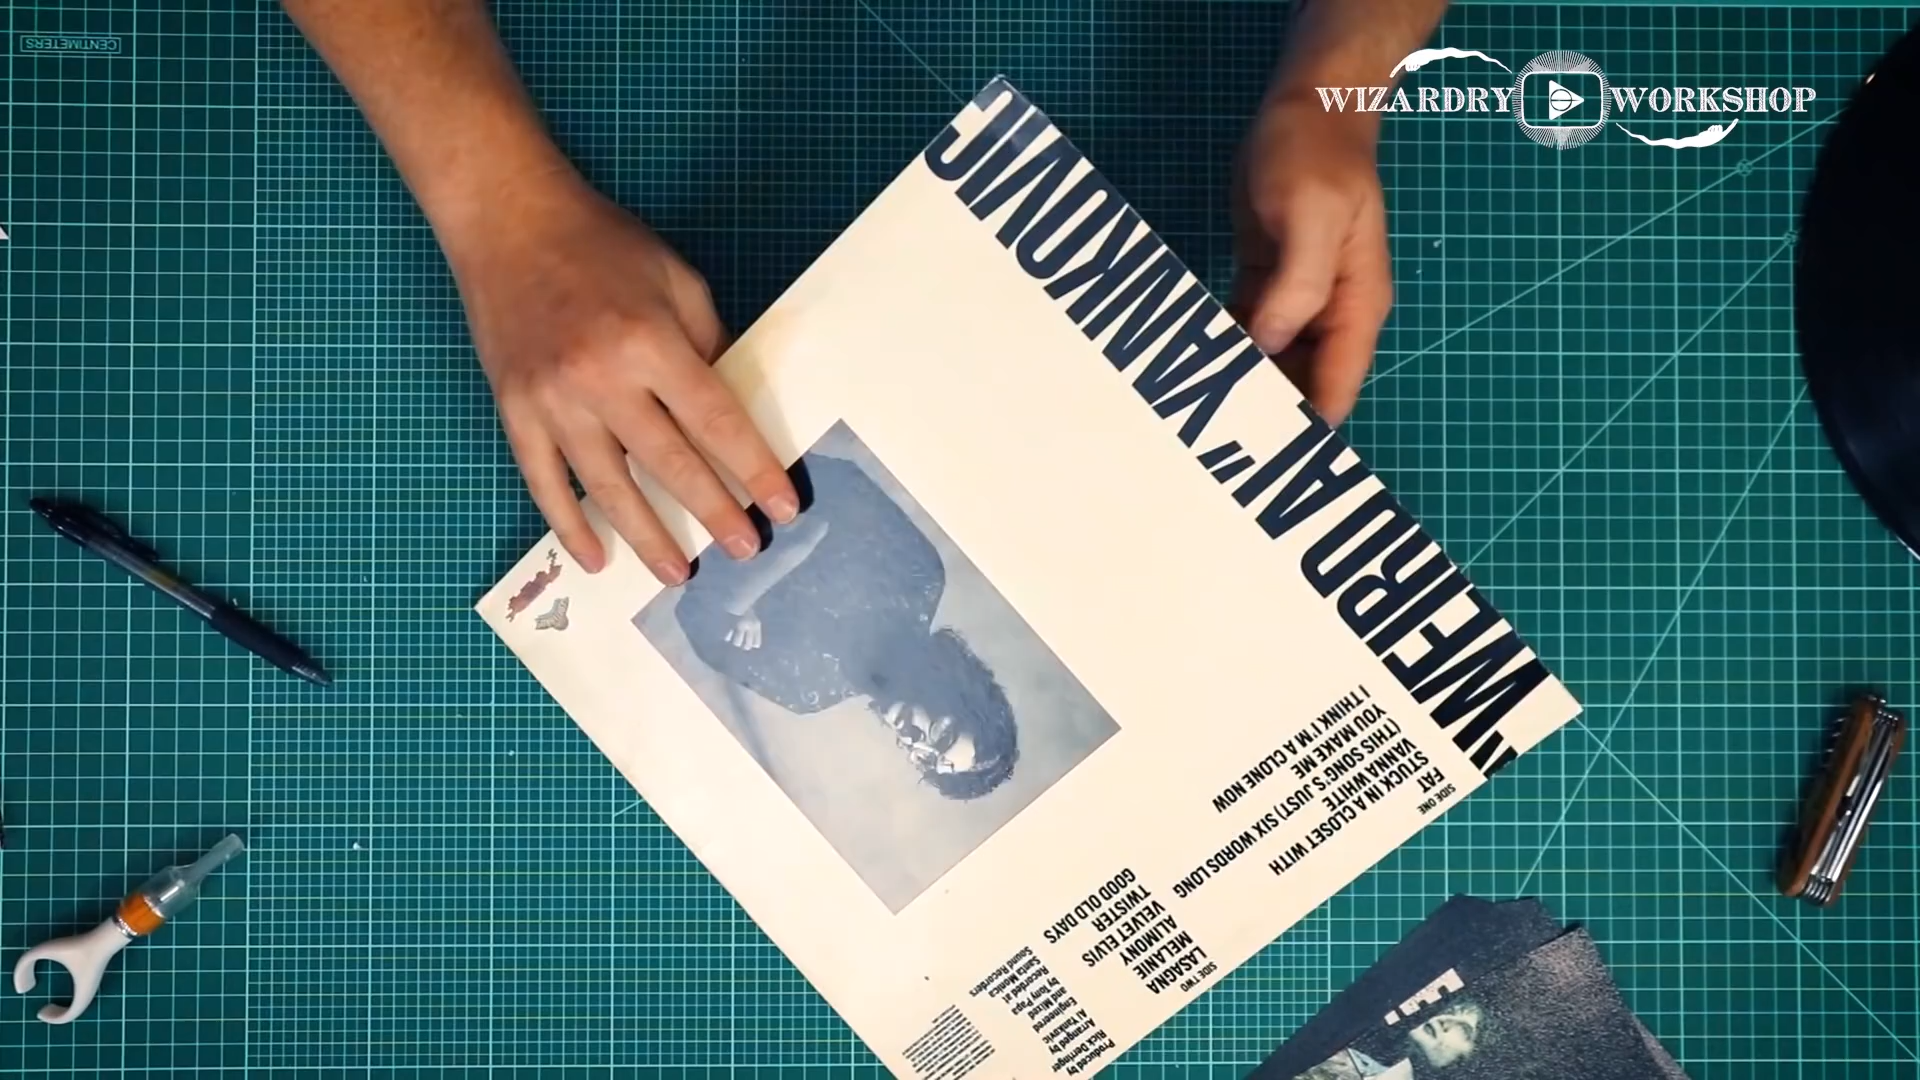 CENTIMETERS
WIZARDRY WORKSHOP
"WEIRD AL" YANKOVIC
SIDE ONE
FAT
STUCK IN A CLOSET WITH
VANNA WHITE
(THIS SONG'S JUST) SIX WORDS LONG
YOU MAKE ME
I THINK I'M A CLONE NOW
SIDE TWO
LASAGNA
MELANIE
ALIMONY
VELVET ELVIS
TWISTER
GOOD OLD DAYS
Produced by
Rick Derringer
Arranged by
Al Yankovic
Engineered
and Mixed
by Tony Papa
Recorded at
Santa Monica
Sound Recorders